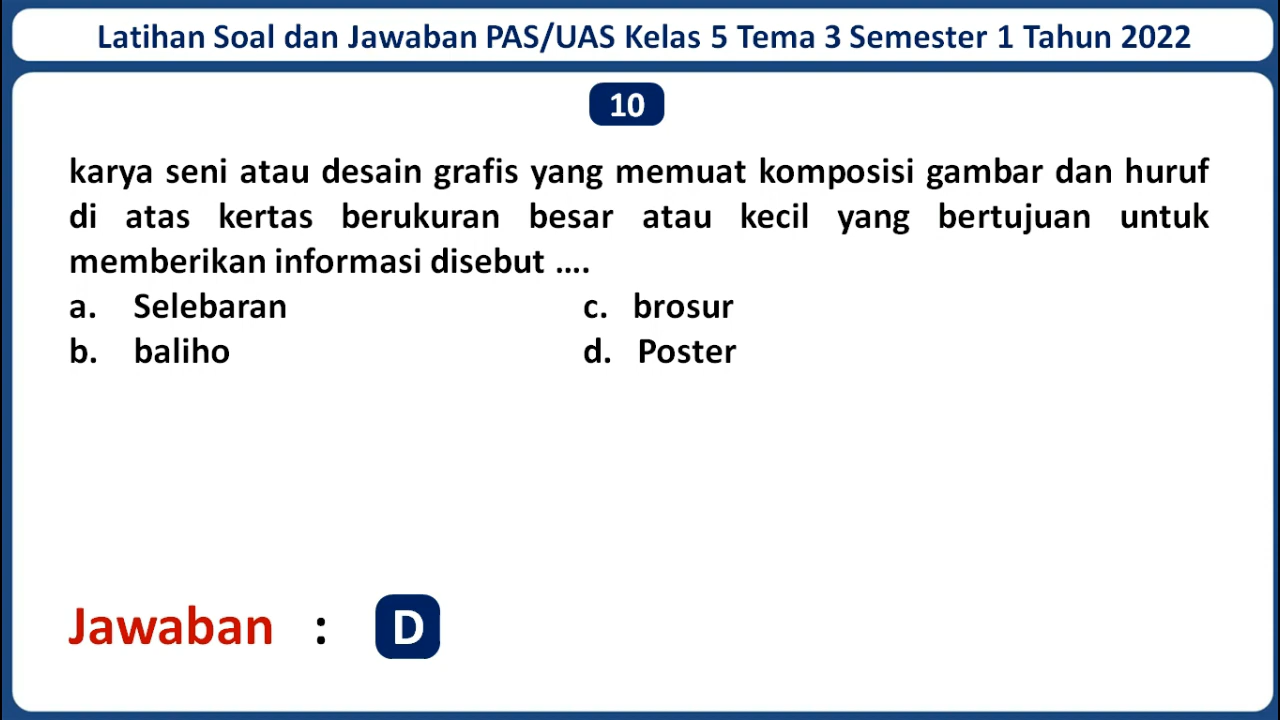 Latihan Soal dan Jawaban PAS/UAS Kelas 5 Tema 3 Semester 1 Tahun 2022
10
karya seni atau desain grafis yang memuat komposisi gambar dan huruf
di atas kertas berukuran besar atau kecil yang bertujuan untuk
memberikan informasi disebut ....
a. Selebaran c. brosur
b. baliho d. Poster
Jawaban : D